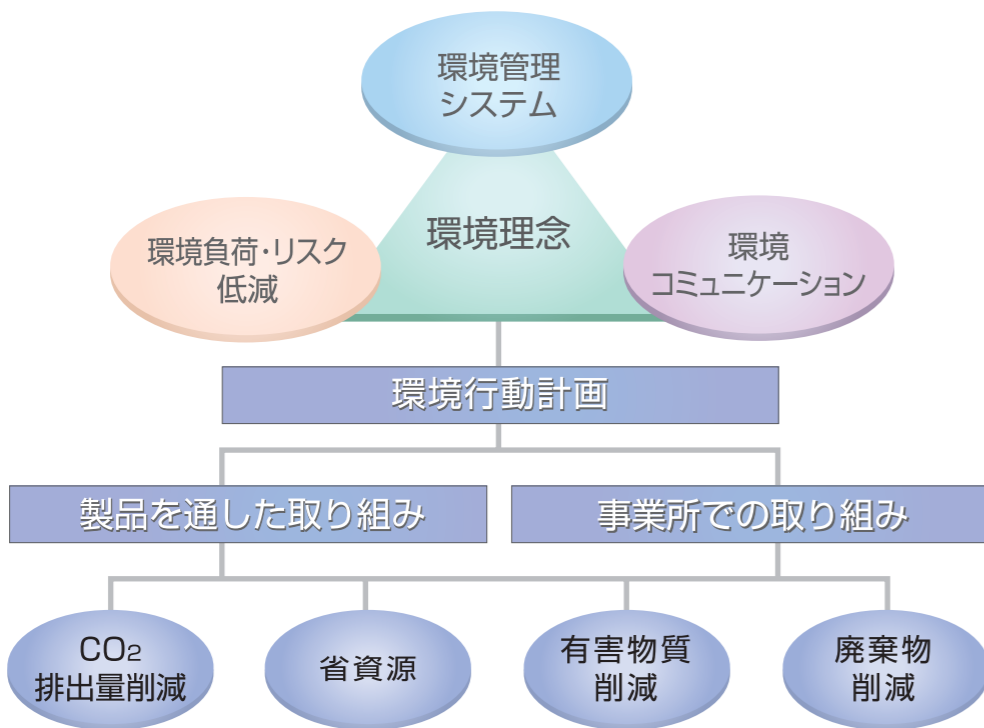 環境管理
システム
環境理念
環境負荷・リスク
低減
環境
コミュニケーション
環境行動計画
製品を通した取り組み
事業所での取り組み
CO₂
排出量削減
省資源
有害物質
削減
廃棄物
削減